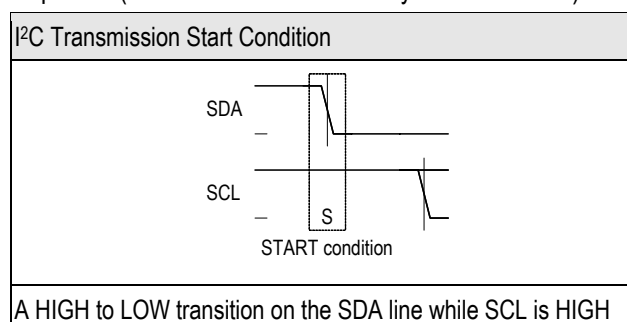 I²C Transmission Start Condition
SDA
SCL
S
START condition
A HIGH to LOW transition on the SDA line while SCL is HIGH